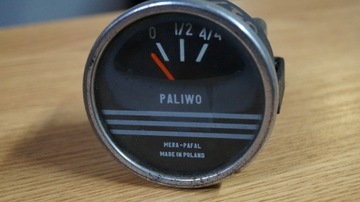 0 1/2 4/4
PALIWO
MERA-PAFAL
MADE IN POLAND